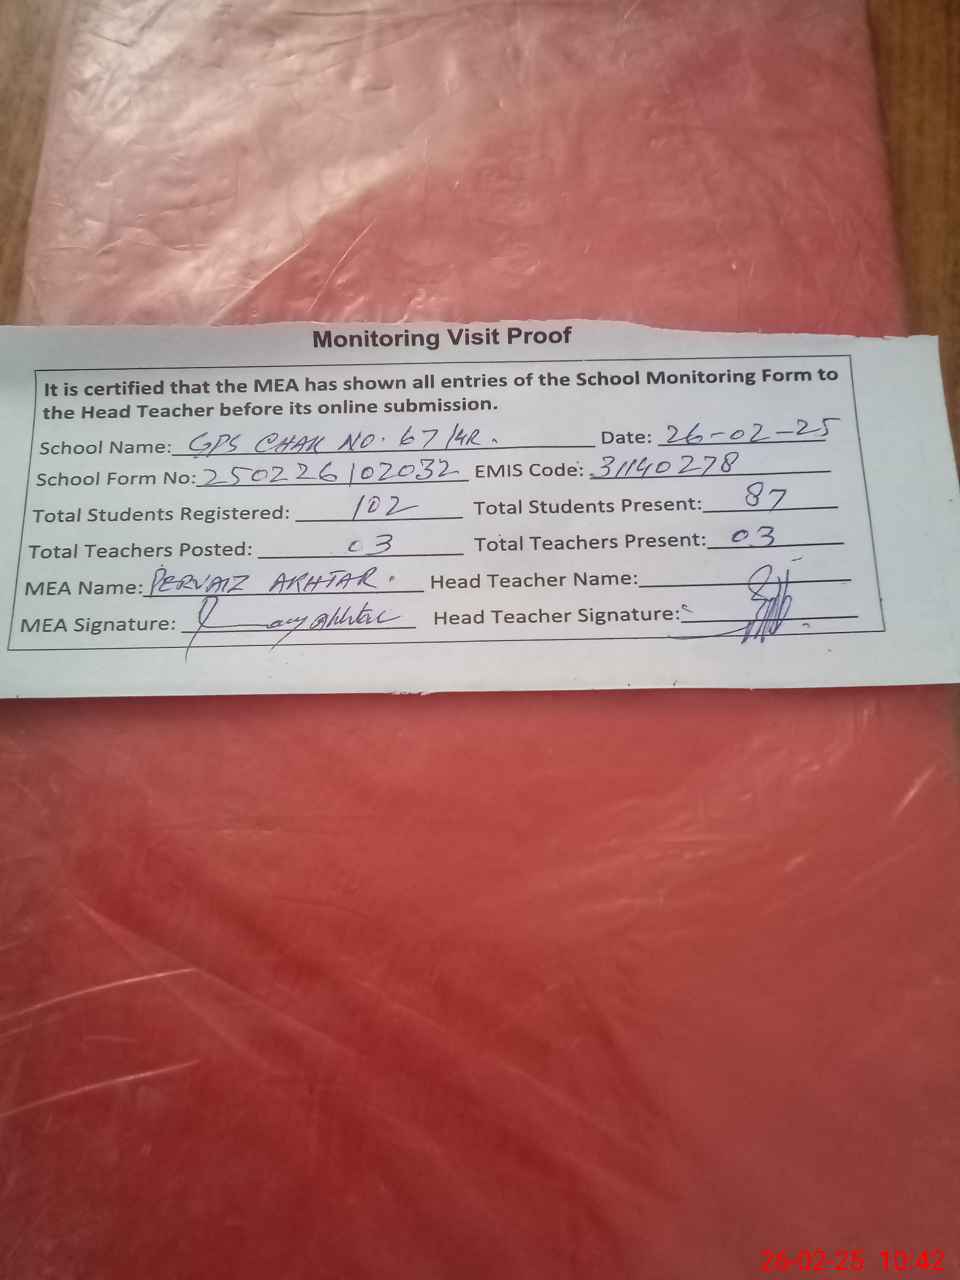 Monitoring Visit Proof
It is certified that the MEA has shown all entries of the School Monitoring Form to
the Head Teacher before its online submission.
School Name: GPS CHAK NO. 67/4R. Date: 26-02-25
School Form No: 250226102032 EMIS Code: 31140278
Total Students Registered: 102 Total Students Present: 87
Total Teachers Posted: 03 Total Teachers Present: 03
MEA Name: PERVAIZ AKHTAR. Head Teacher Name:
MEA Signature: Head Teacher Signature:
26-02-25 10:42